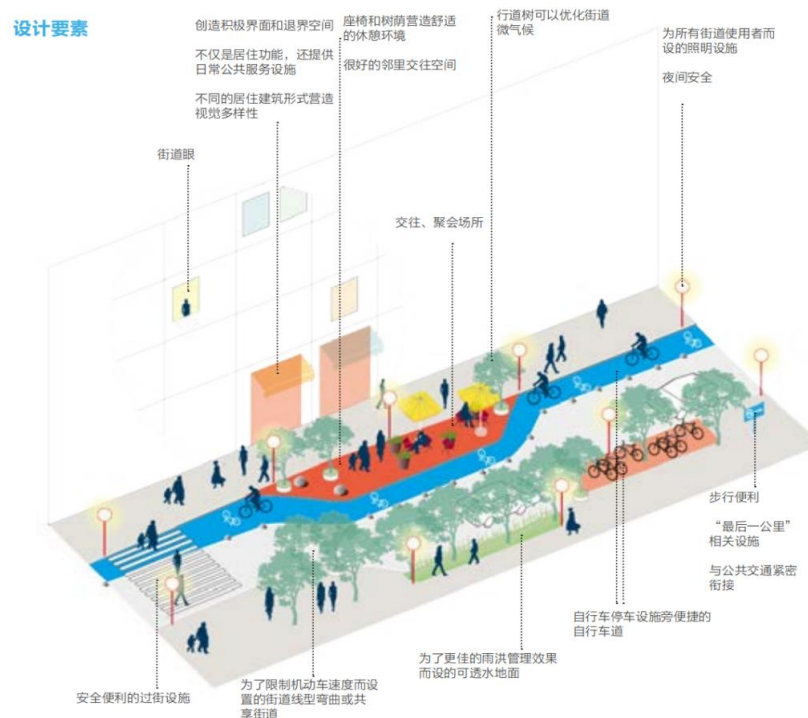 设计要素
创造积极界面和退界空间
不仅是居住功能，还提供
日常公共服务设施
不同的居住建筑形式营造
视觉多样性
座椅和树荫营造舒适
的休憩环境
很好的邻里交往空间
行道树可以优化街道
微气候
为所有街道使用者而
设的照明设施
夜间安全
街道眼
交往、聚会场所
步行便利
“最后一公里”
相关设施
与公共交通紧密
衔接
自行车停车设施旁便捷的
自行车道
为了更佳的雨洪管理效果
而设的可透水地面
安全便利的过街设施
为了限制机动车速度而设
置的街道线型弯曲或共
享街道